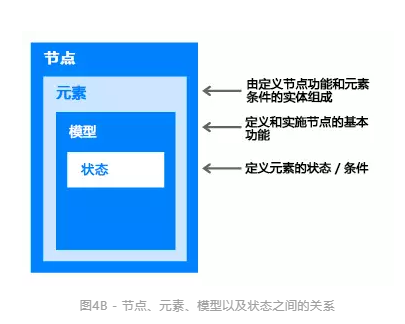 节点
元素
模型
状态
由定义节点功能和元素
条件的实体组成
定义和实施节点的基本
功能
定义元素的状态 / 条件
图4B - 节点、元素、模型以及状态之间的关系